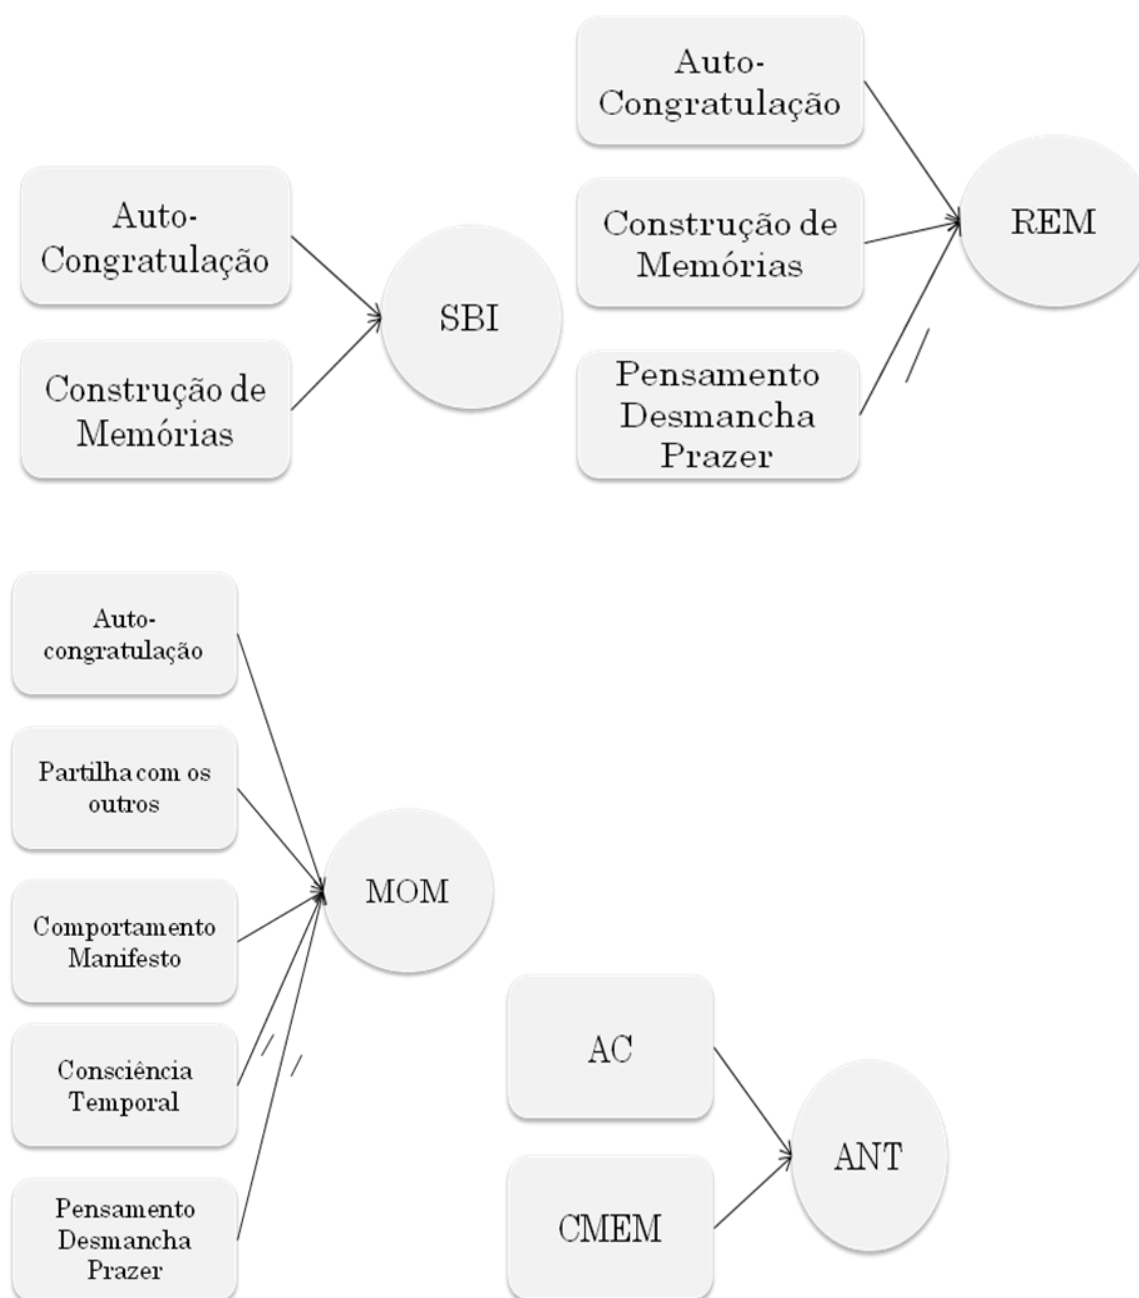 Auto-
Congratulação
Construção de
Memórias
SBI
Auto-
Congratulação
Construção de
Memórias
Pensamento
Desmancha
Prazer
REM
Auto-
congratulação
Partilha com os
outros
Comportamento
Manifesto
Consciência
Temporal
Pensamento
Desmancha
Prazer
MOM
AC
CMEM
ANT